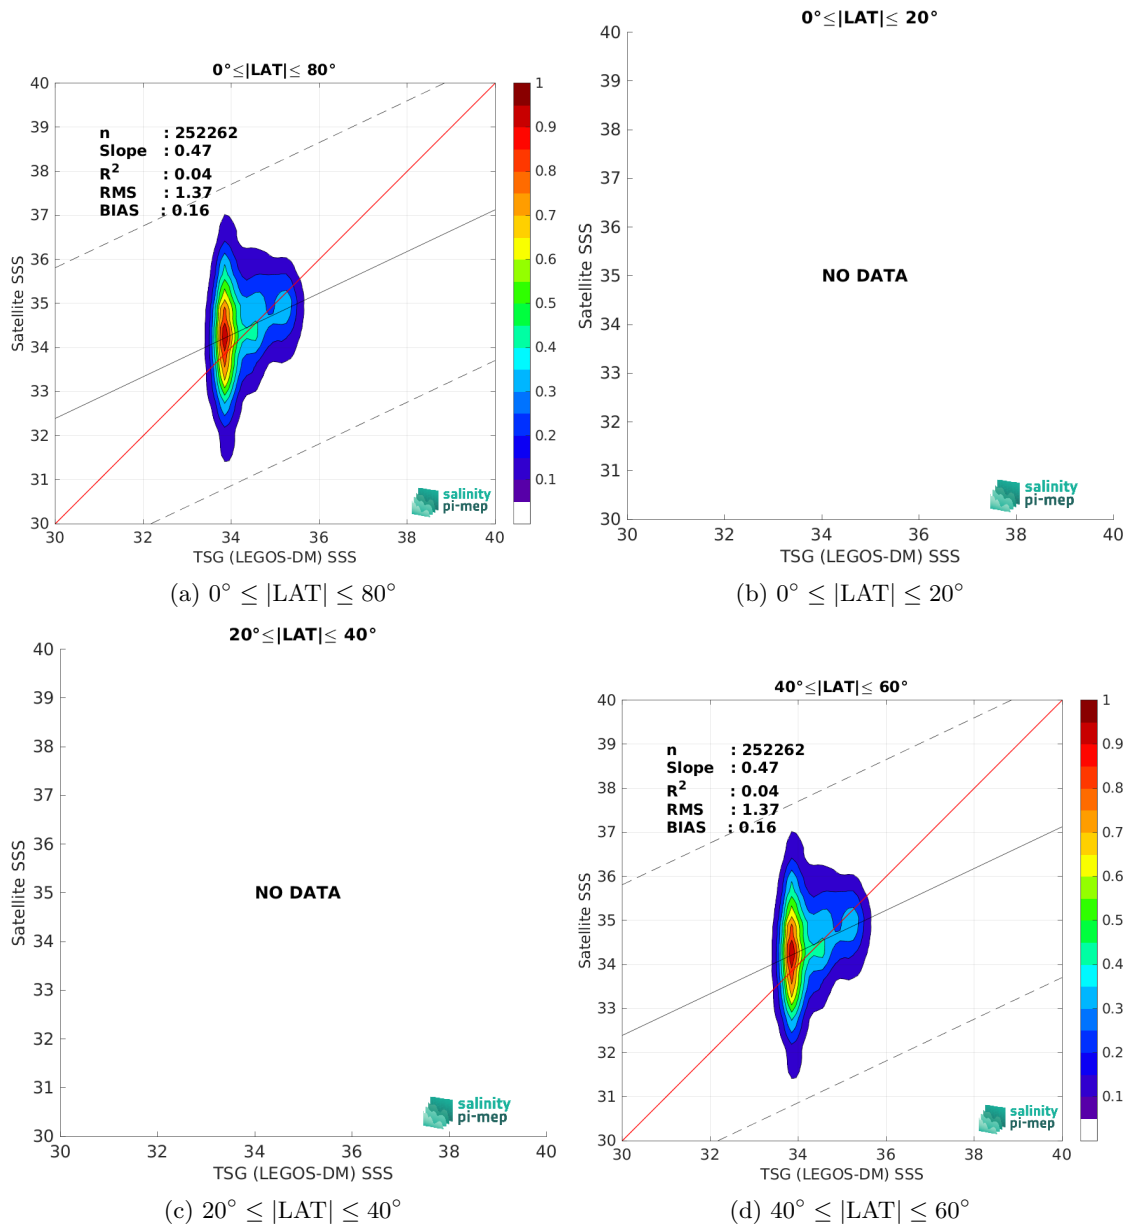 0°≤|LAT|≤ 80°
40
39
38
37
36
35
34
33
32
31
30
Satellite SSS
n : 252262
Slope : 0.47
R² : 0.04
RMS : 1.37
BIAS : 0.16
salinity
pi-mep
30 32 34 36 38 40
TSG (LEGOS-DM) SSS
1
0.9
0.8
0.7
0.6
0.5
0.4
0.3
0.2
0.1
(a) 0° ≤ |LAT| ≤ 80°
0°≤|LAT|≤ 20°
40
39
38
37
36
35
34
33
32
31
30
Satellite SSS
NO DATA
salinity
pi-mep
30 32 34 36 38 40
TSG (LEGOS-DM) SSS
(b) 0° ≤ |LAT| ≤ 20°
20°≤|LAT|≤ 40°
40
39
38
37
36
35
34
33
32
31
30
Satellite SSS
NO DATA
salinity
pi-mep
30 32 34 36 38 40
TSG (LEGOS-DM) SSS
(c) 20° ≤ |LAT| ≤ 40°
40°≤|LAT|≤ 60°
40
39
38
37
36
35
34
33
32
31
30
Satellite SSS
n : 252262
Slope : 0.47
R² : 0.04
RMS : 1.37
BIAS : 0.16
salinity
pi-mep
30 32 34 36 38 40
TSG (LEGOS-DM) SSS
1
0.9
0.8
0.7
0.6
0.5
0.4
0.3
0.2
0.1
(d) 40° ≤ |LAT| ≤ 60°